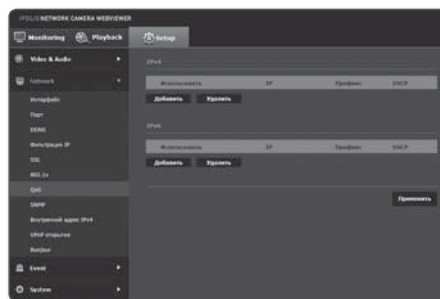 iPOLiS NETWORK CAMERA WEBVIEWER
Monitoring Playback Setup
Video & Audio
Network
Интерфейс
Порт
DDNS
Фильтрация IP
SSL
802.1x
QoS
SNMP
Внутренний адрес IPv4
UPnP открытие
Bonjour
Event
System
IPv4
Использовать IP Префикс DSCP
Добавить Удалить
IPv6
Использовать IP Префикс DSCP
Добавить Удалить
Применить